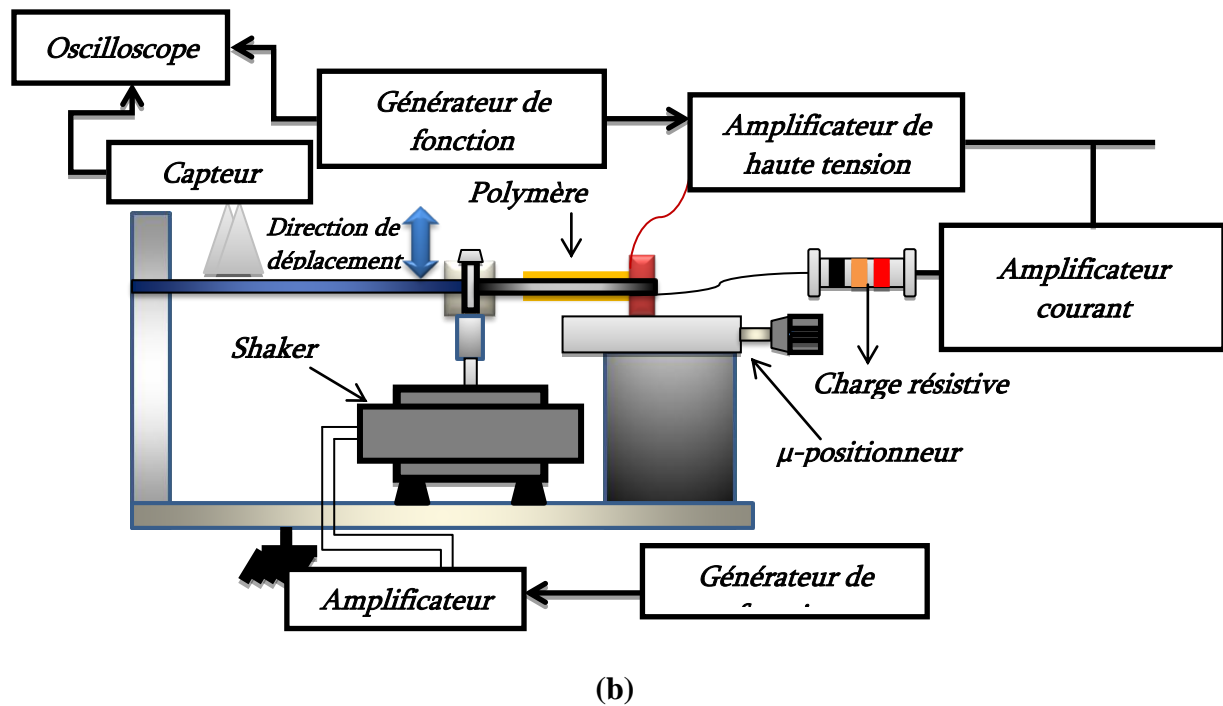 Oscilloscope
Générateur de
fonction
Amplificateur de
haute tension
Capteur
Polymère
Direction de
déplacement
Amplificateur
courant
Shaker
Charge résistive
μ-positionneur
Générateur de
Amplificateur
(b)